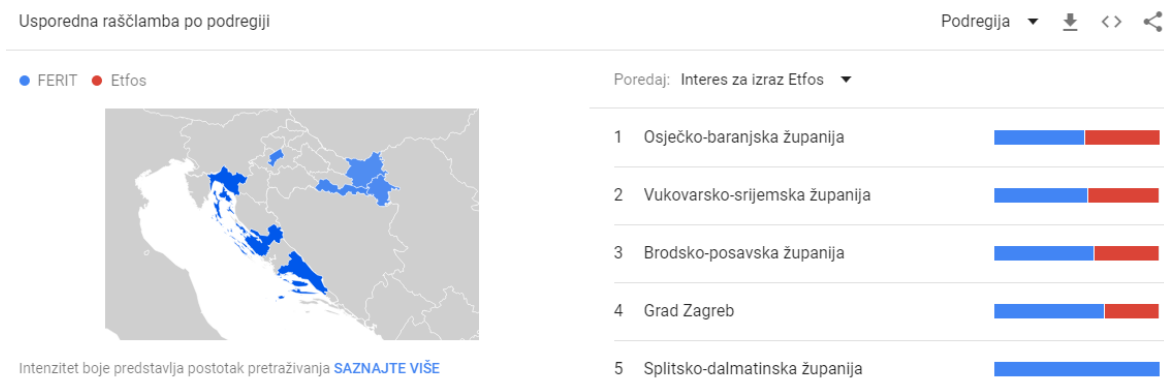 Usporedna raščlamba po podregiji
Podregija
FERIT Etfos
Poredaj: Interes za izraz Etfos
1 Osječko-baranjska županija
2 Vukovarsko-srijemska županija
3 Brodsko-posavska županija
4 Grad Zagreb
5 Splitsko-dalmatinska županija
Intenzitet boje predstavlja postotak pretraživanja SAZNAJTE VIŠE